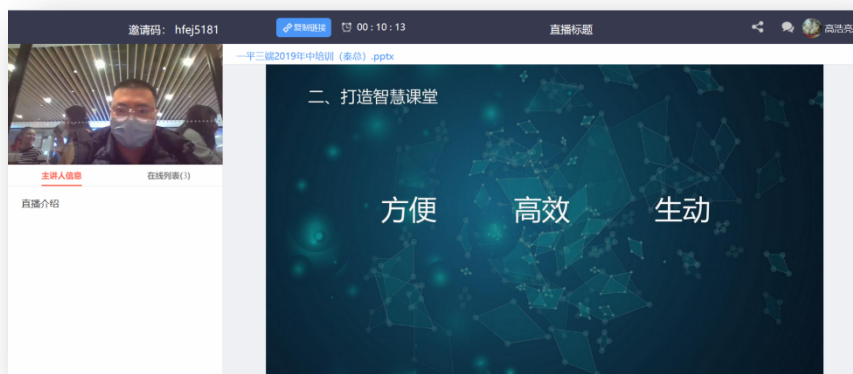 邀请码： hfej5181
复制链接
00 : 10 : 13
直播标题
高浩亮
一平三端2019年中培训（秦总）.pptx
主讲人信息
在线列表(3)
直播介绍
二、打造智慧课堂
方便
高效
生动